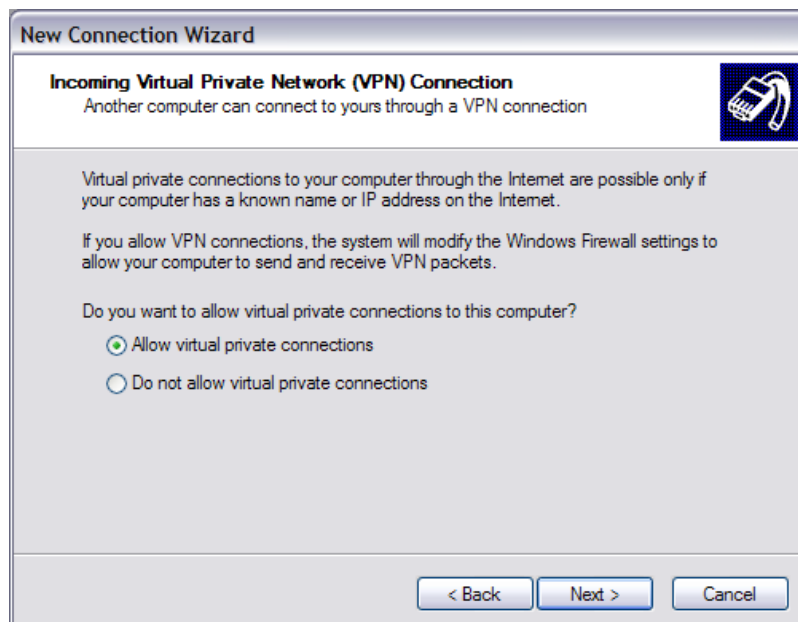 New Connection Wizard
Incoming Virtual Private Network (VPN) Connection
Another computer can connect to yours through a VPN connection
Virtual private connections to your computer through the Internet are possible only if
your computer has a known name or IP address on the Internet.
If you allow VPN connections, the system will modify the Windows Firewall settings to
allow your computer to send and receive VPN packets.
Do you want to allow virtual private connections to this computer?
Allow virtual private connections
Do not allow virtual private connections
< Back Next > Cancel